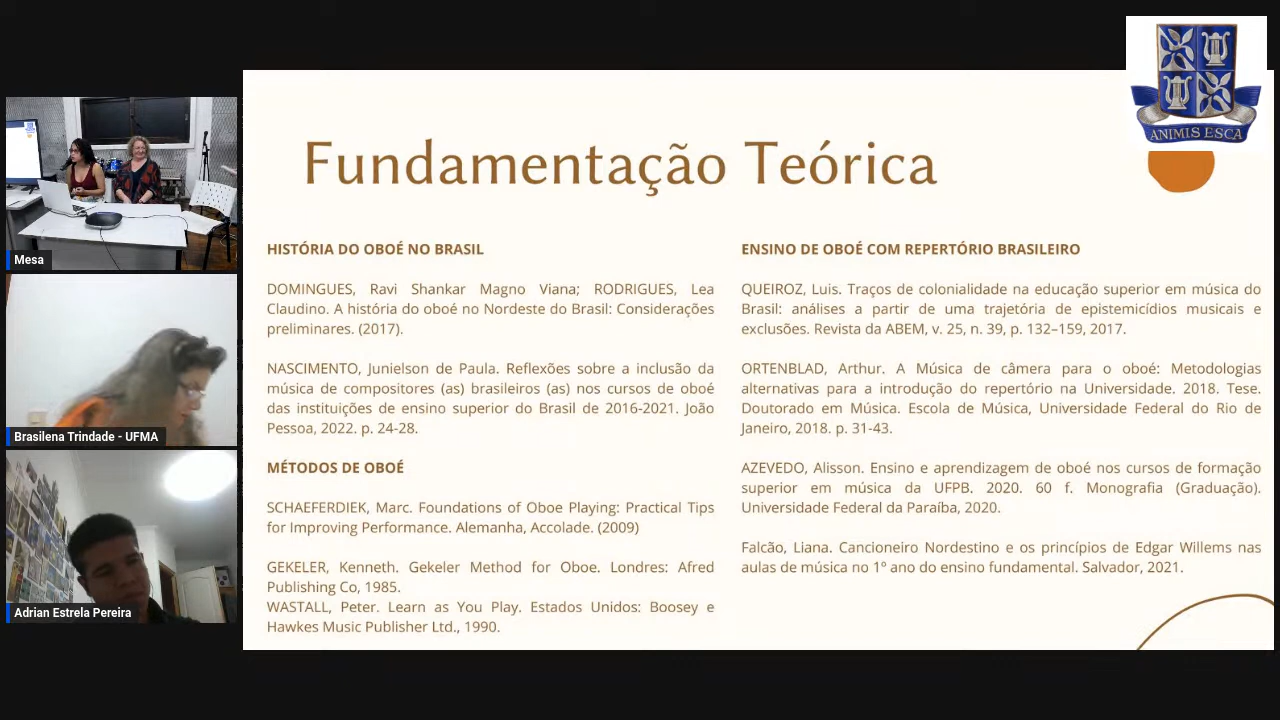 ANIMIS ESCA
Fundamentação Teórica
HISTÓRIA DO OBOÉ NO BRASIL
DOMINGUES, Ravi Shankar Magno Viana; RODRIGUES, Lea
Claudino. A história do oboé no Nordeste do Brasil: Considerações
preliminares. (2017).
NASCIMENTO, Junielson de Paula. Reflexões sobre a inclusão da
música de compositores (as) brasileiros (as) nos cursos de oboé
das instituições de ensino superior do Brasil de 2016-2021. João
Pessoa, 2022. p. 24-28.
MÉTODOS DE OBOÉ
SCHAEFERDIEK, Marc. Foundations of Oboe Playing: Practical Tips
for Improving Performance. Alemanha, Accolade. (2009)
GEKELER, Kenneth. Gekeler Method for Oboe. Londres: Afred
Publishing Co, 1985.
WASTALL, Peter. Learn as You Play. Estados Unidos: Boosey e
Hawkes Music Publisher Ltd., 1990.
ENSINO DE OBOÉ COM REPERTÓRIO BRASILEIRO
QUEIROZ, Luis. Traços de colonialidade na educação superior em música do
Brasil: análises a partir de uma trajetória de epistemicídios musicais e
exclusões. Revista da ABEM, v. 25, n. 39, p. 132–159, 2017.
ORTENBLAD, Arthur. A Música de câmera para o oboé: Metodologias
alternativas para a introdução do repertório na Universidade. 2018. Tese.
Doutorado em Música. Escola de Música, Universidade Federal do Rio de
Janeiro, 2018. p. 31-43.
AZEVEDO, Alisson. Ensino e aprendizagem de oboé nos cursos de formação
superior em música da UFPB. 2020. 60 f. Monografia (Graduação).
Universidade Federal da Paraíba, 2020.
Falcão, Liana. Cancioneiro Nordestino e os princípios de Edgar Willems nas
aulas de música no 1º ano do ensino fundamental. Salvador, 2021.
Mesa
Brasilena Trindade - UFMA
Adrian Estrela Pereira